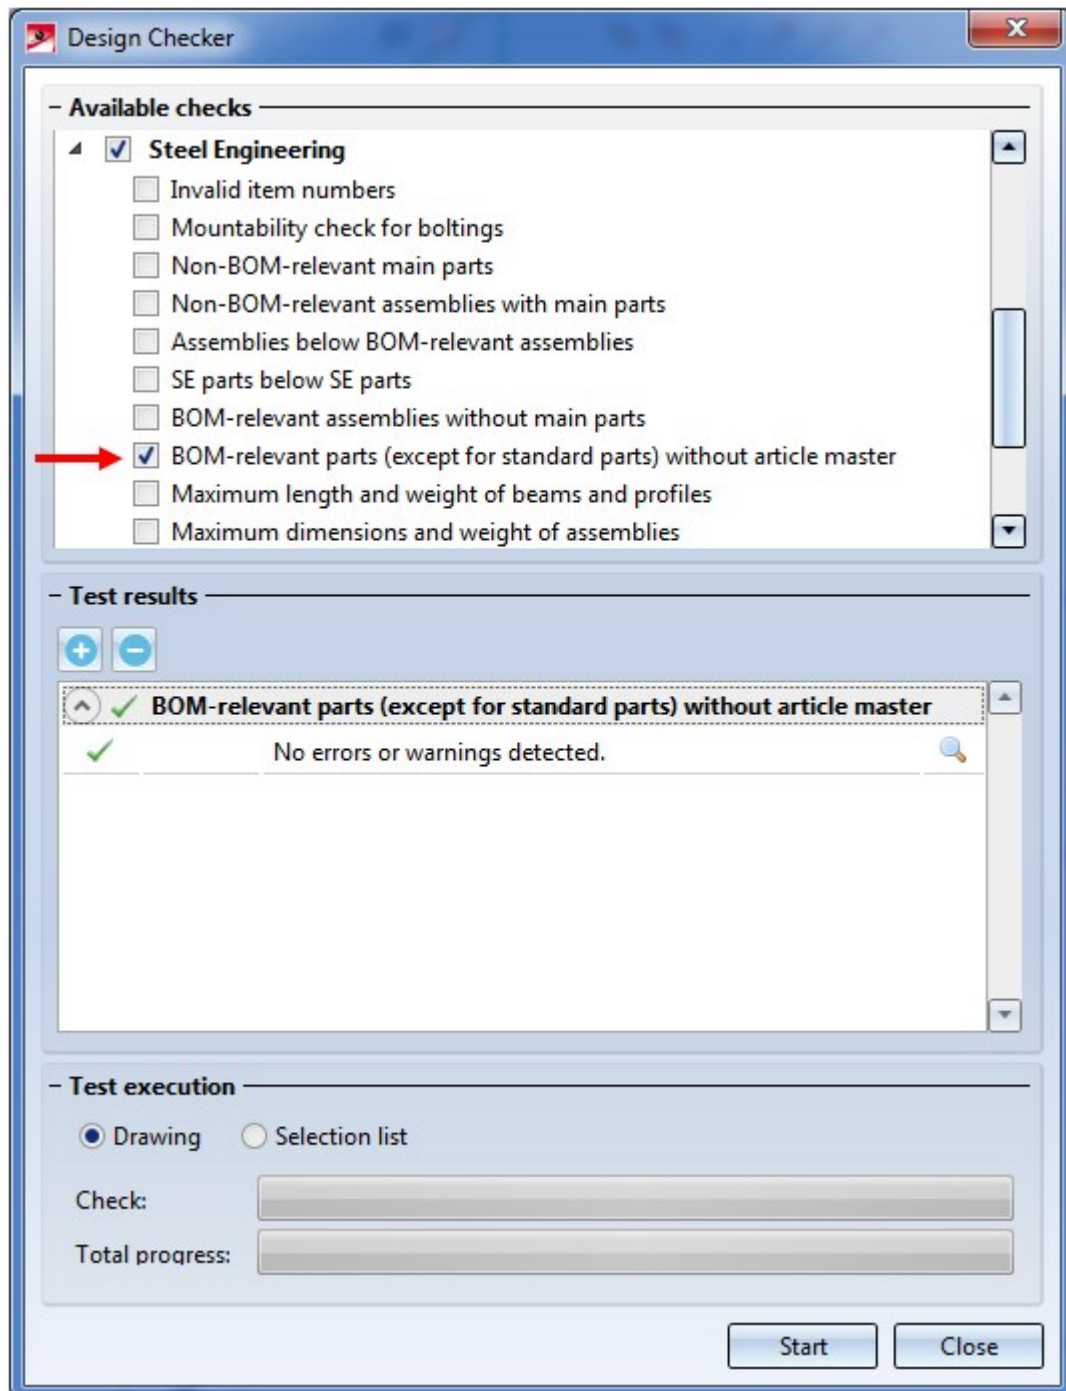 Design Checker
Available checks
Steel Engineering
Invalid item numbers
Mountability check for boltings
Non-BOM-relevant main parts
Non-BOM-relevant assemblies with main parts
Assemblies below BOM-relevant assemblies
SE parts below SE parts
BOM-relevant assemblies without main parts
BOM-relevant parts (except for standard parts) without article master
Maximum length and weight of beams and profiles
Maximum dimensions and weight of assemblies
Test results
BOM-relevant parts (except for standard parts) without article master
No errors or warnings detected.
Test execution
Drawing Selection list
Check:
Total progress:
Start Close